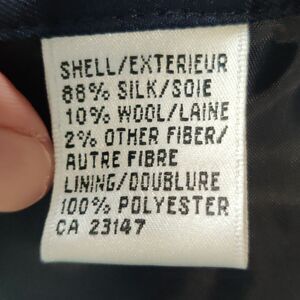 SHELL/EXTERIEUR
88% SILK/SOIE
10% WOOL/LAINE
2% OTHER FIBER/
AUTRE FIBRE
LINING/DOUBLURE
100% POLYESTER
CA 23147